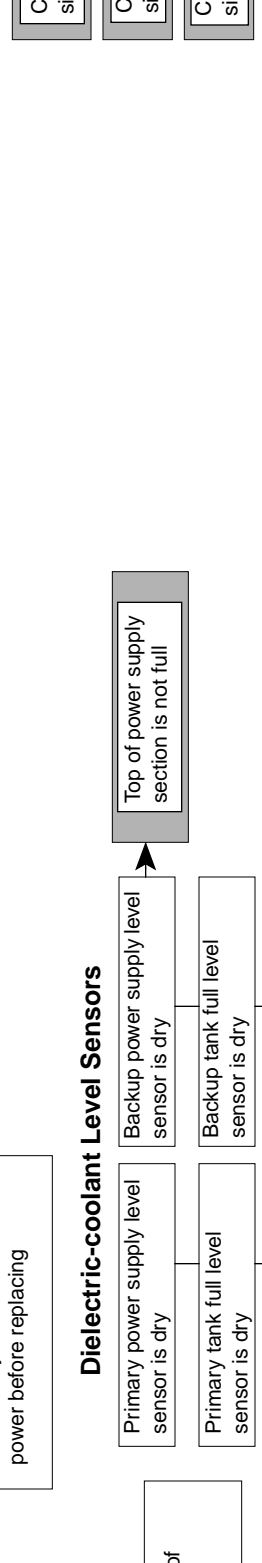 power before replacing
Dielectric-coolant Level Sensors
Primary power supply level
sensor is dry
Backup power supply level
sensor is dry
Top of power supply
section is not full
Primary tank full level
sensor is dry
Backup tank full level
sensor is dry
of